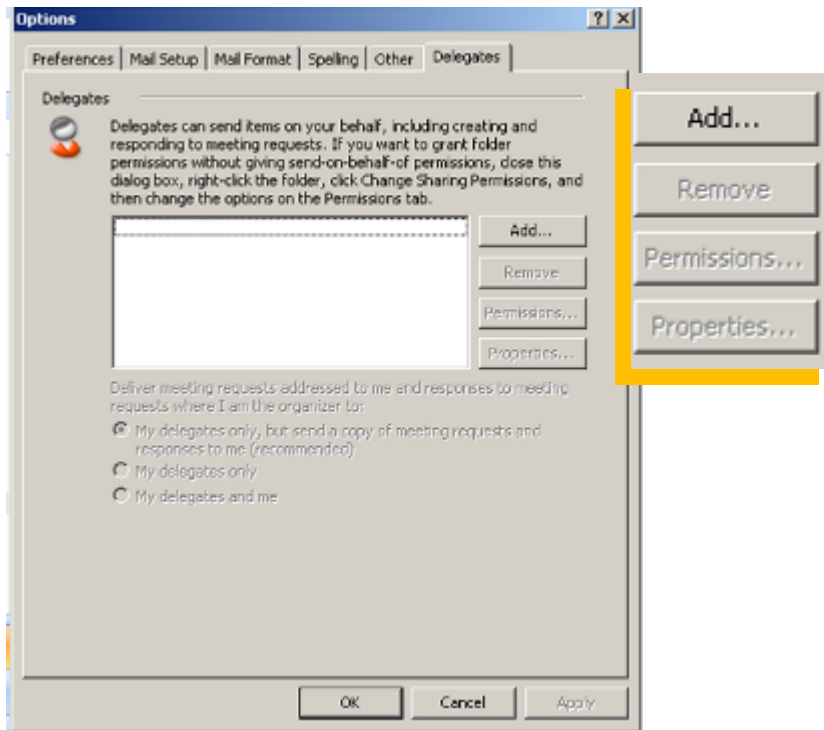 Options
Preferences Mail Setup Mail Format Spelling Other Delegates
Delegates
Delegates can send items on your behalf, including creating and
responding to meeting requests. If you want to grant folder
permissions without giving send-on-behalf-of permissions, close this
dialog box, right-click the folder, click Change Sharing Permissions, and
then change the options on the Permissions tab.
Add...
Remove
Permissions...
Properties...
Deliver meeting requests addressed to me and responses to meeting
requests where I am the organizer to:
My delegates only, but send a copy of meeting requests and
responses to me (recommended)
My delegates only
My delegates and me
OK Cancel Apply
Add...
Remove
Permissions...
Properties...